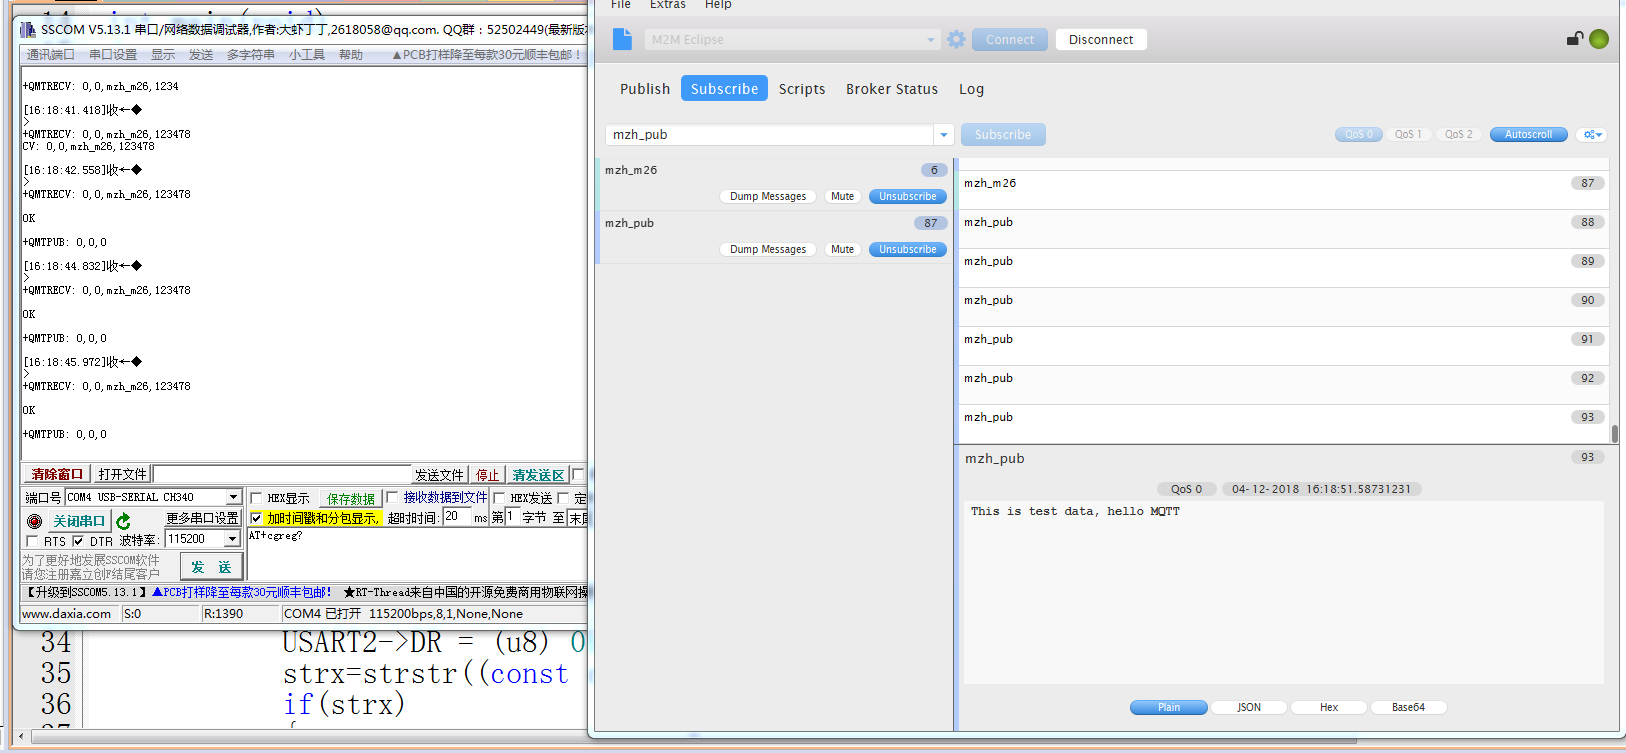 SSCOM V5.13.1 串口/网络数据调试器,作者:大虾丁丁,2618058@qq.com. QQ群：52502449(最新版本
通讯端口 串口设置 显示 发送 多字符串 小工具 帮助 ▲PCB打样降至每款30元顺丰包邮！
+QMTRECV: 0,0,mzh_m26,1234
[16:18:41.418]收←◆
>
+QMTRECV: 0,0,mzh_m26,123478
CV: 0,0,mzh_m26,123478
[16:18:42.558]收←◆
>
+QMTRECV: 0,0,mzh_m26,123478
OK
+QMTPUB: 0,0,0
[16:18:44.832]收←◆
>
+QMTRECV: 0,0,mzh_m26,123478
OK
+QMTPUB: 0,0,0
[16:18:45.972]收←◆
>
+QMTRECV: 0,0,mzh_m26,123478
OK
+QMTPUB: 0,0,0
清除窗口 打开文件 发送文件 停止 清发送区
端口号 COM4 USB-SERIAL CH340 HEX显示 保存数据 接收数据到文件 HEX发送 定
关闭串口 更多串口设置 加时间戳和分包显示, 超时时间: 20 ms 第 1 字节 至 末尾
RTS DTR 波特率: 115200 AT+cgreg?
为了更好地发展SSCOM软件
请您注册嘉立创F结尾客户
发 送
【升级到SSCOM5.13.1】▲PCB打样降至每款30元顺丰包邮！ ★RT-Thread来自中国的开源免费商用物联网操
www.daxia.com S:0 R:1390 COM4 已打开 115200bps,8,1,None,None
34 USART2->DR = (u8) 0
35 strx=strstr((const
36 if(strx)
37 {
File Extras Help
M2M Eclipse Connect Disconnect
Publish Subscribe Scripts Broker Status Log
mzh_pub Subscribe QoS 0 QoS 1 QoS 2 Autoscroll
mzh_m26 6
Dump Messages Mute Unsubscribe
mzh_pub 87
Dump Messages Mute Unsubscribe
mzh_m26 87
mzh_pub 88
mzh_pub 89
mzh_pub 90
mzh_pub 91
mzh_pub 92
mzh_pub 93
mzh_pub 93
QoS 0 04-12-2018 16:18:51.58731231
This is test data, hello MQTT
Plain JSON Hex Base64